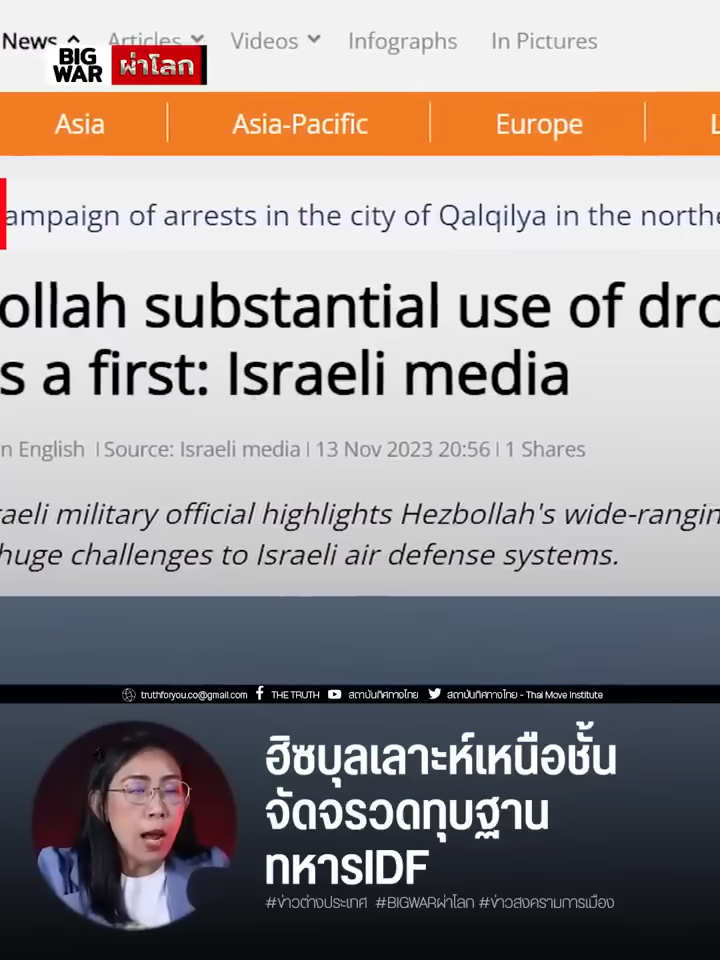 News Articles Videos Infographics In Pictures
BIG WAR ผ่าโลก
Asia Asia-Pacific Europe L
ampaign of arrests in the city of Qalqilya in the northe
ollah substantial use of dro
s a first: Israeli media
n English | Source: Israeli media | 13 Nov 2023 20:56 | 1 Shares
raeli military official highlights Hezbollah's wide-rangin
huge challenges to Israeli air defense systems.
truthforyou.co@gmail.com THE TRUTH สถาบันทิศทางไทย สถาบันทิศทางไทย - Thai Move Institute
ฮิซบุลเลาะห์เหนือชั้น
จัดจรวดทุบฐาน
ทหารIDF
#ข่าวต่างประเทศ #BIGWARผ่าโลก #ข่าวสงครามการเมือง